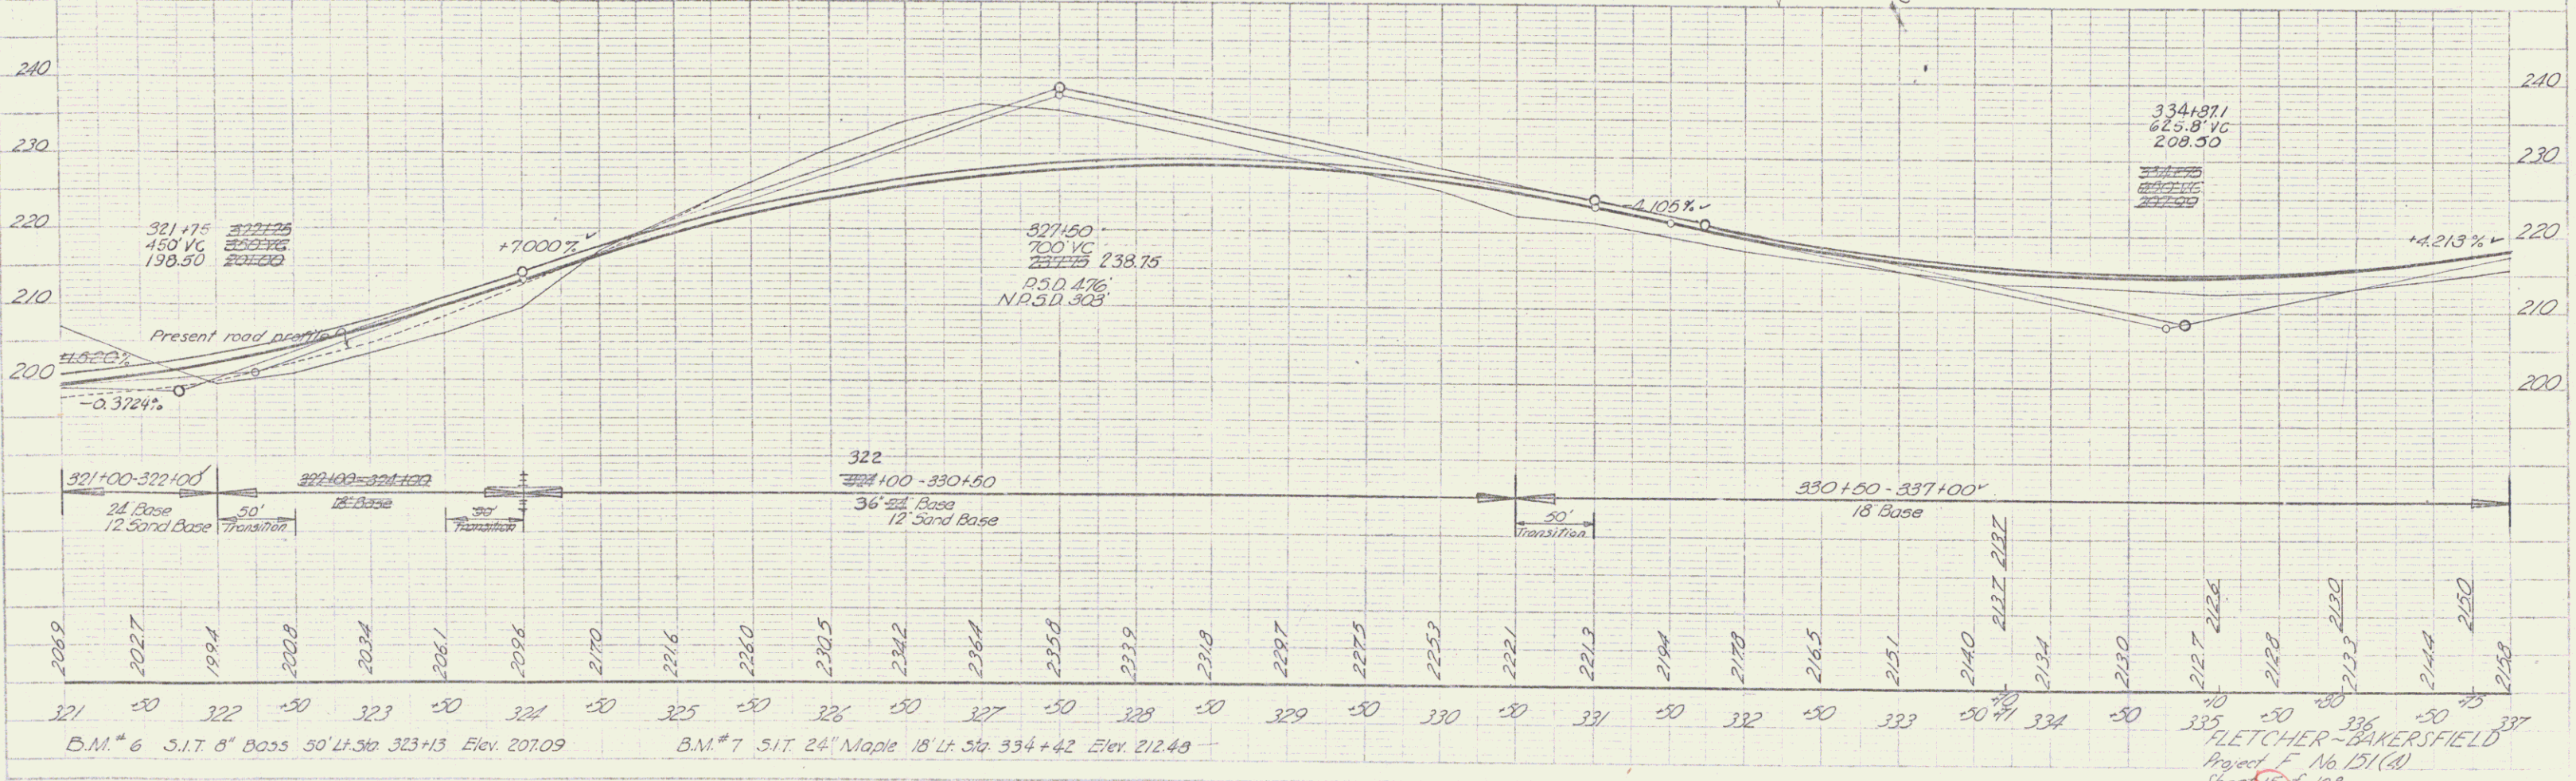 240
230
220
210
200
240
230
220
210
200
321+75 322+25
450' VC 350' VC
198.50 201.00
+7.000%
327+50
700' VC
237.75 238.75
P.S.D. 476'
N.P.S.D. 303'
-4.105%
334+87.1
625.8' VC
208.50
334+75
650' VC
207.99
+4.213%
Present road profile
+1.520%
-0.3724%
321+00-322+00
24" Base
12" Sand Base
50'
Transition
322+00-324+00
18" Base
50'
Transition
322
324+00-330+50
36" 24" Base
12" Sand Base
50'
Transition
330+50-337+00
18" Base
206.9 202.7 199.4 200.8 203.4 206.1 209.6 217.0 221.6 226.0 230.5 234.2 236.4 235.8 233.9 231.8 229.7 227.5 225.3 222.1 221.3 219.4 217.8 216.5 215.1 214.0 213.7 213.7 213.4 213.0 212.7 212.6 212.8 213.0 213.3 214.4 215.0 215.8
321 +50 322 +50 323 +50 324 +50 325 +50 326 +50 327 +50 328 +50 329 +50 330 +50 331 +50 332 +50 333 +50 +70 +71 334 +50 335 +10 +50 +80 336 +50 +75 337
B.M. #6 S.I.T. 8" Bass 50' Lt. Sta. 323+13 Elev. 207.09
B.M. #7 S.I.T. 24" Maple 18' Lt. Sta. 334+42 Elev. 212.48
FLETCHER~BAKERSFIELD
Project F No. 151(4)